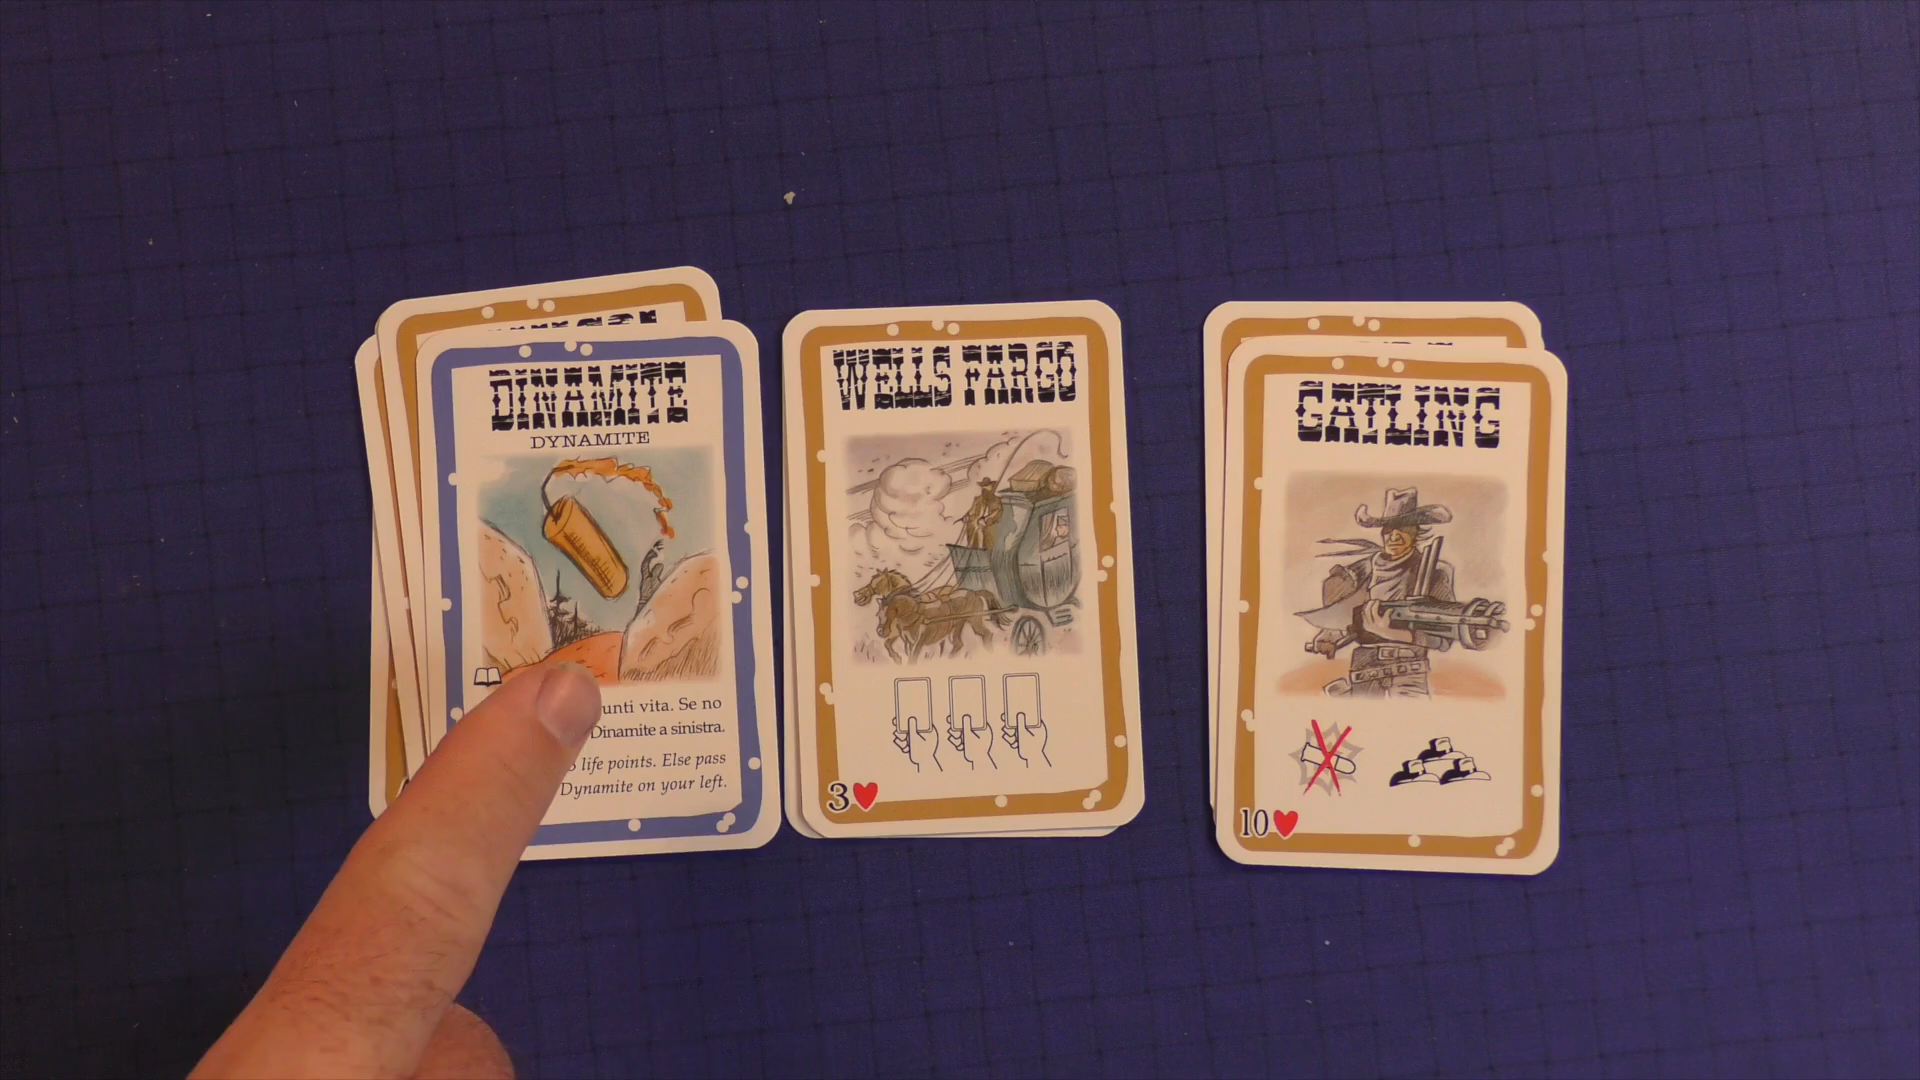 DINAMITE
DYNAMITE
unti vita. Se no
Dinamite a sinistra.
life points. Else pass
Dynamite on your left.
WELLS FARGO
3
GATLING
10